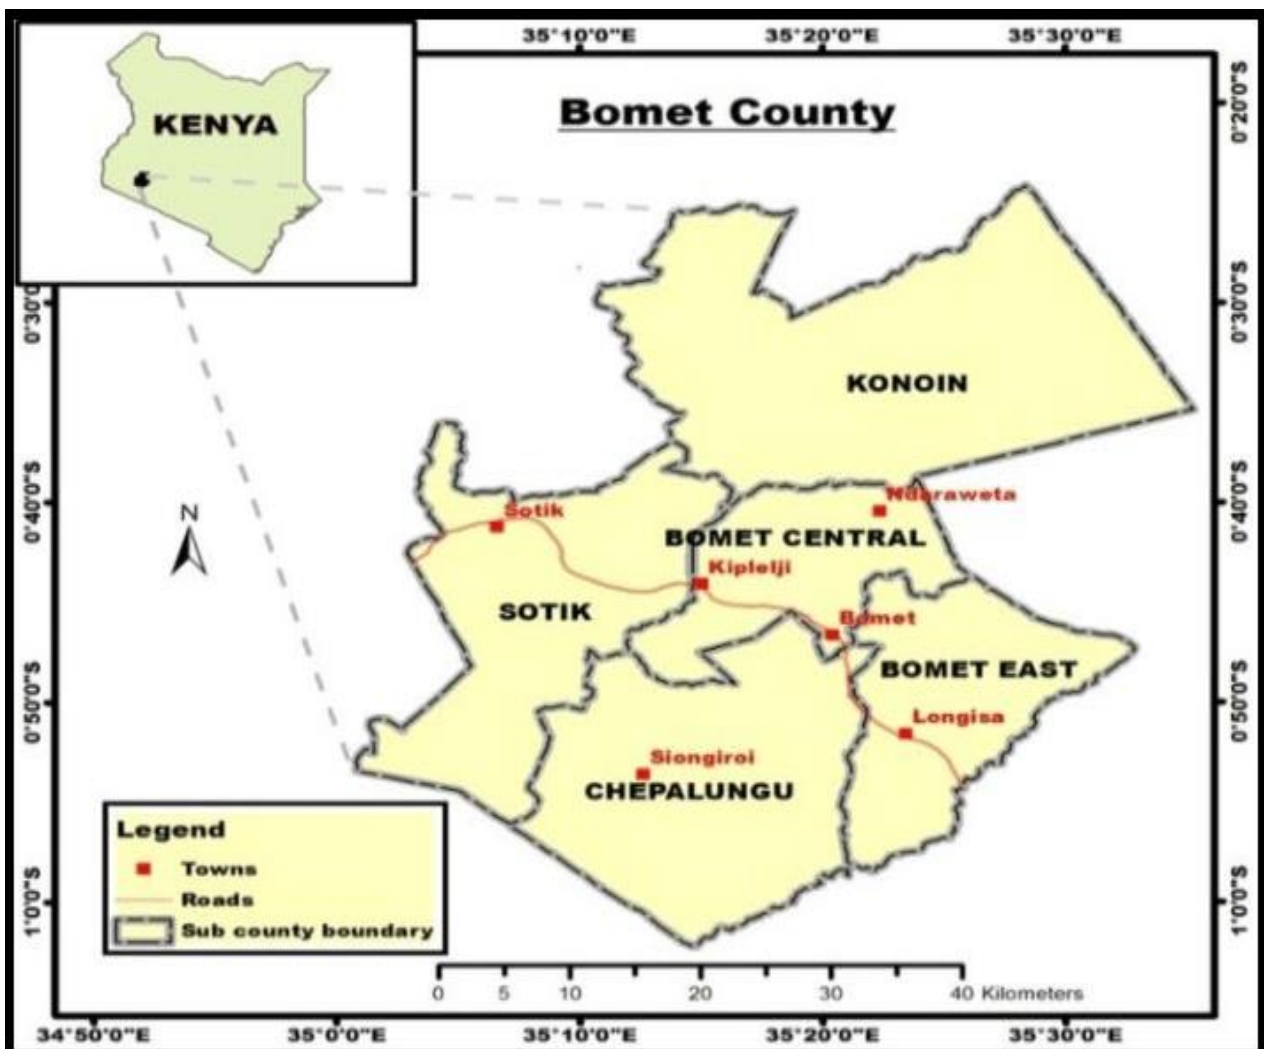 35°10'0"E 35°20'0"E 35°30'0"E
KENYA
Bomet County
0°20'0"S
0°30'0"S
KONOIN
0°40'0"S 0°40'0"S
N
Sotik
BOMET CENTRAL
Kiplelji
SOTIK
Bomet
BOMET EAST
0°50'0"S 0°50'0"S
Longisa
Siongiroi
CHEPALUNGU
Legend
Towns
Roads
Sub county boundary
1°0'0"S 1°0'0"S
0 5 10 20 30 40 Kilometers
34°50'0"E 35°0'0"E 35°10'0"E 35°20'0"E 35°30'0"E